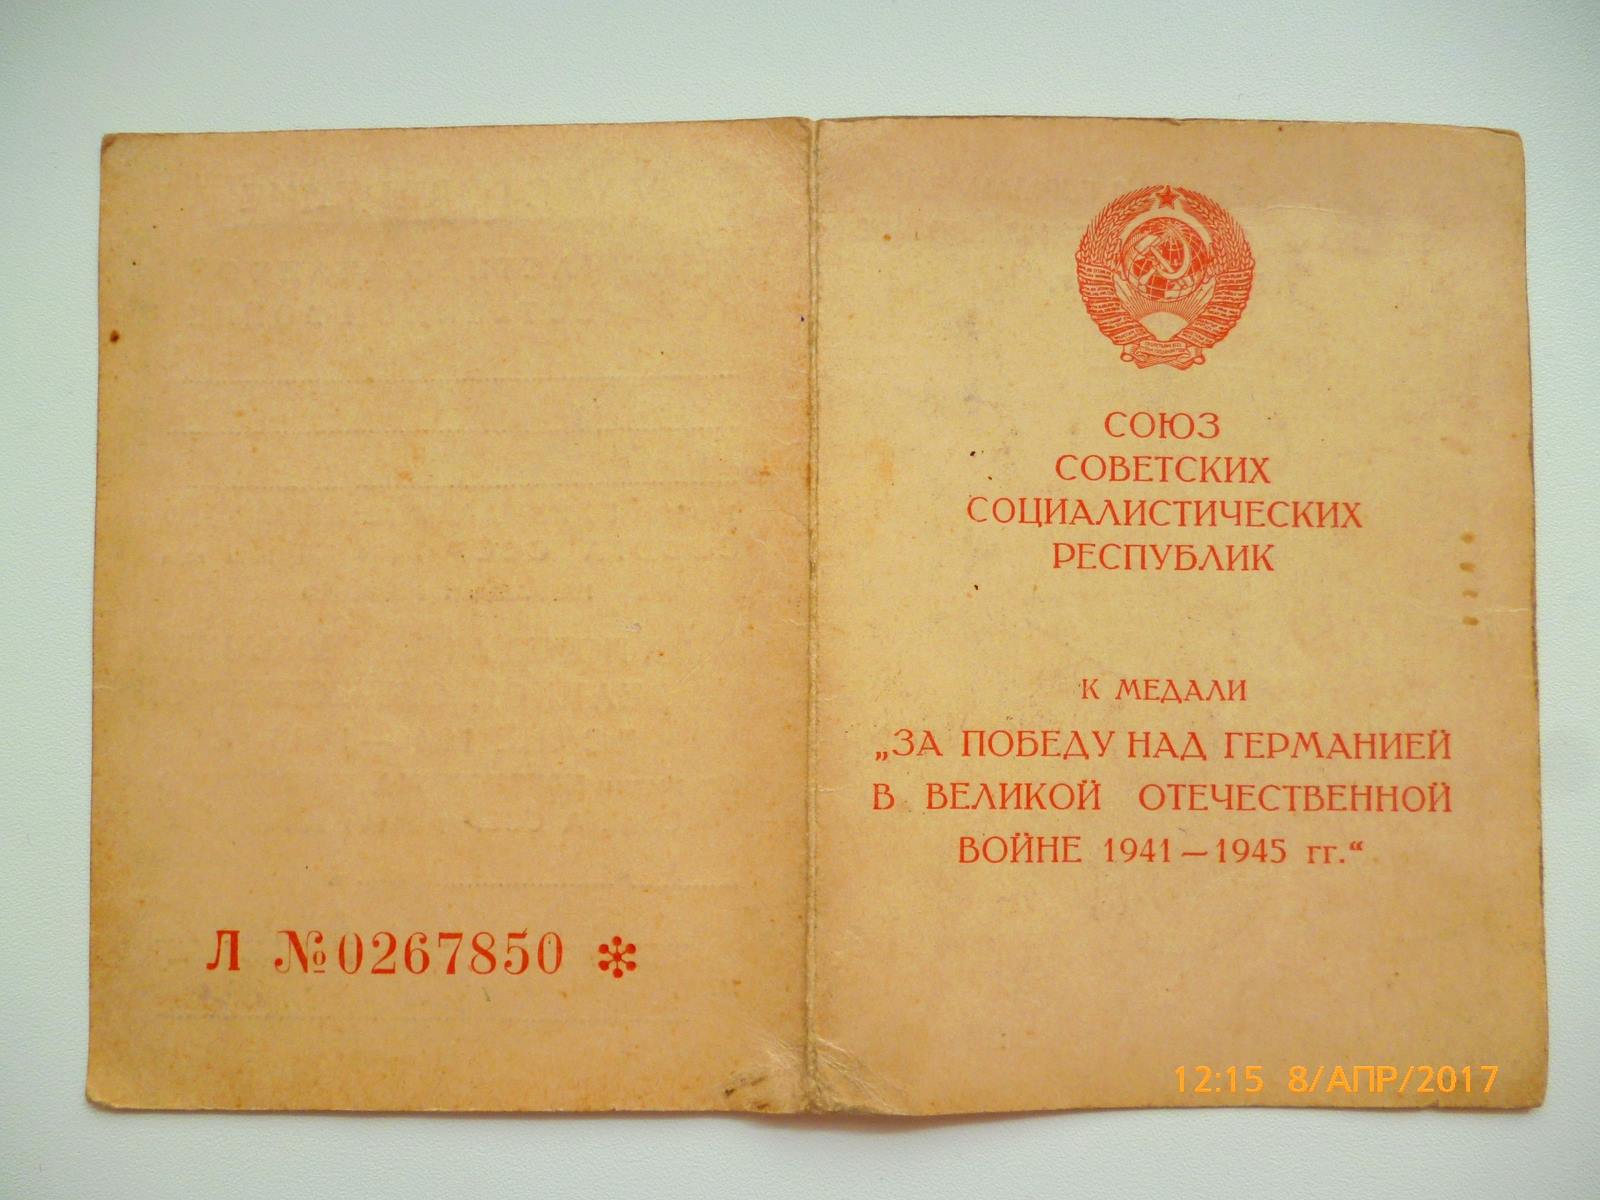 Л №0267850
СОЮЗ
СОВЕТСКИХ
СОЦИАЛИСТИЧЕСКИХ
РЕСПУБЛИК
К МЕДАЛИ
„ЗА ПОБЕДУ НАД ГЕРМАНИЕЙ
В ВЕЛИКОЙ ОТЕЧЕСТВЕННОЙ
ВОЙНЕ 1941—1945 гг.“
12:15 8/АПР/2017